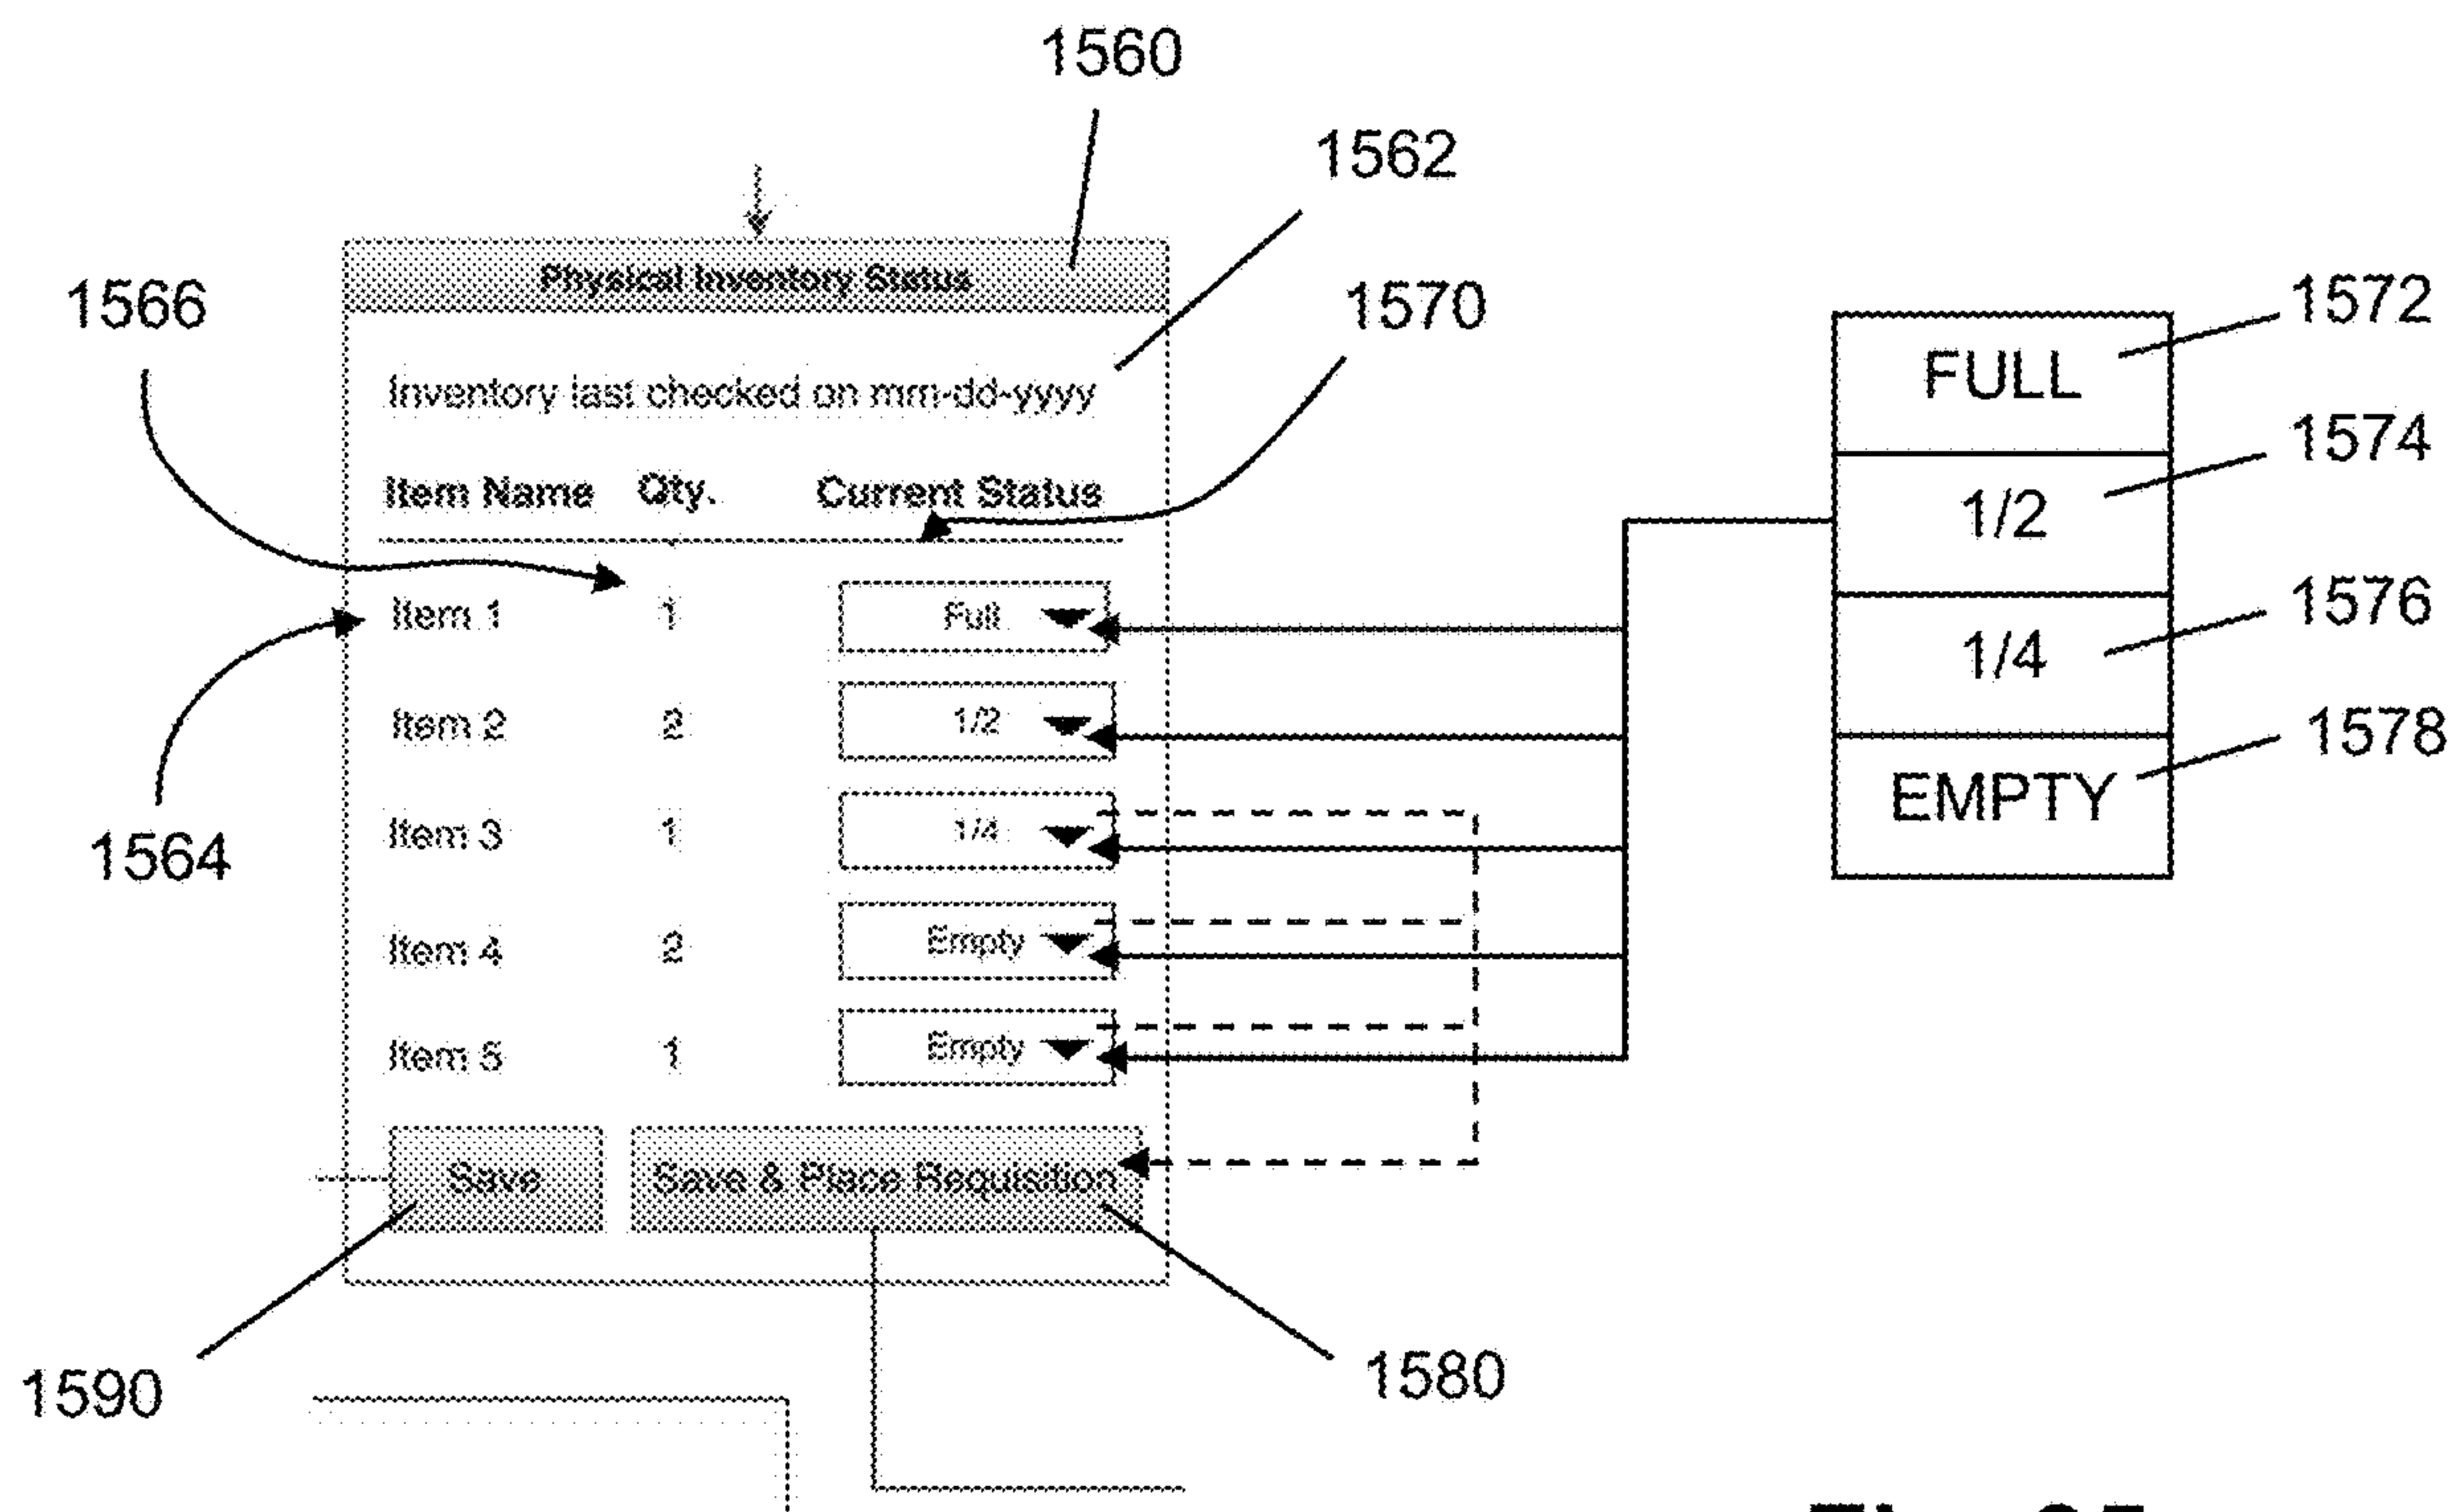 1560
1562
1566
Physical Inventory Status
1570
1572
FULL
Inventory last checked on mm-dd-yyyy
1574
Item Name Qty. Current Status
1/2
1576
Item 1 1 Full
1/4
Item 2 2 1/2
1578
EMPTY
1564
Item 3 1 1/4
Item 4 2 Empty
Item 5 1 Empty
Save Save & Place Requisition
1590
1580